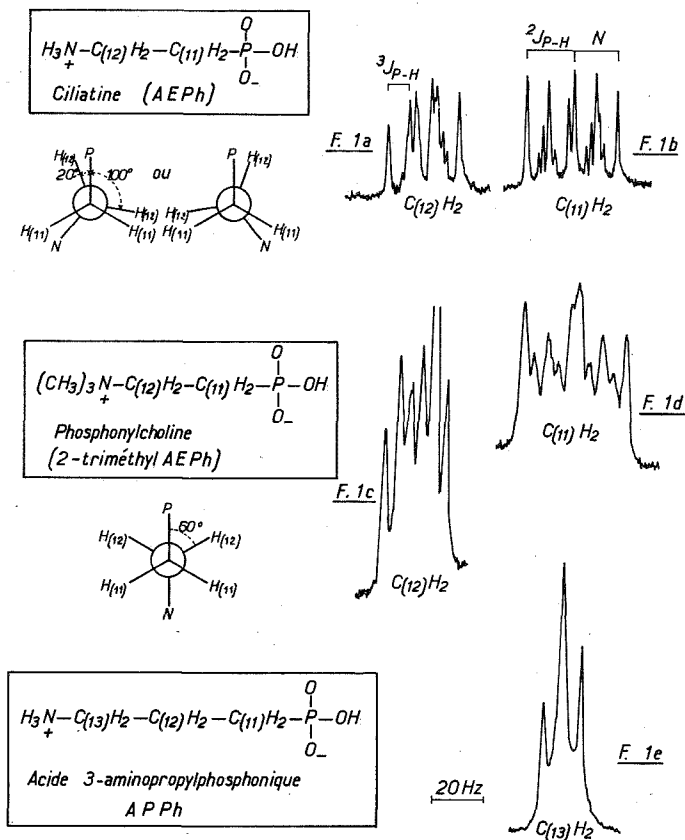 H₃N–C(12)H₂–C(11)H₂–P–OH
+
O
O₋
Ciliatine (AEPh)
H(12)
P
20° 100° ou
H(12)
H(11)
H(11)
N
P
H(12)
H(12)
H(11)
H(11)
N
³J P-H
F. 1a
C(12)H₂
²J P-H N
F. 1b
C(11)H₂
(CH₃)₃N–C(12)H₂–C(11)H₂–P–OH
+
O
O₋
Phosphonylcholine
(2-triméthyl AEPh)
P
60°
H(12)
H(12)
H(11)
H(11)
N
F. 1c
C(12)H₂
F. 1d
C(11)H₂
H₃N–C(13)H₂–C(12)H₂–C(11)H₂–P–OH
+
O
O₋
Acide 3-aminopropylphosphonique
APPh
20Hz
F. 1e
C(13)H₂